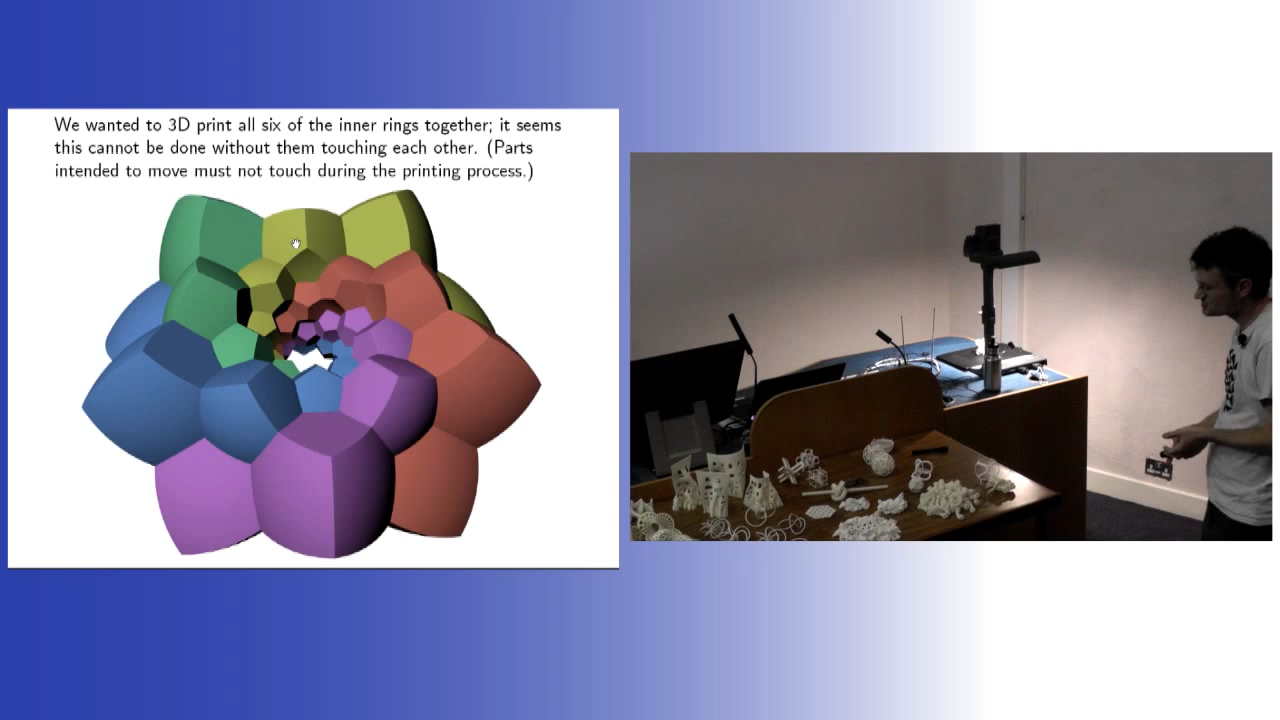 We wanted to 3D print all six of the inner rings together; it seems
this cannot be done without them touching each other. (Parts
intended to move must not touch during the printing process.)